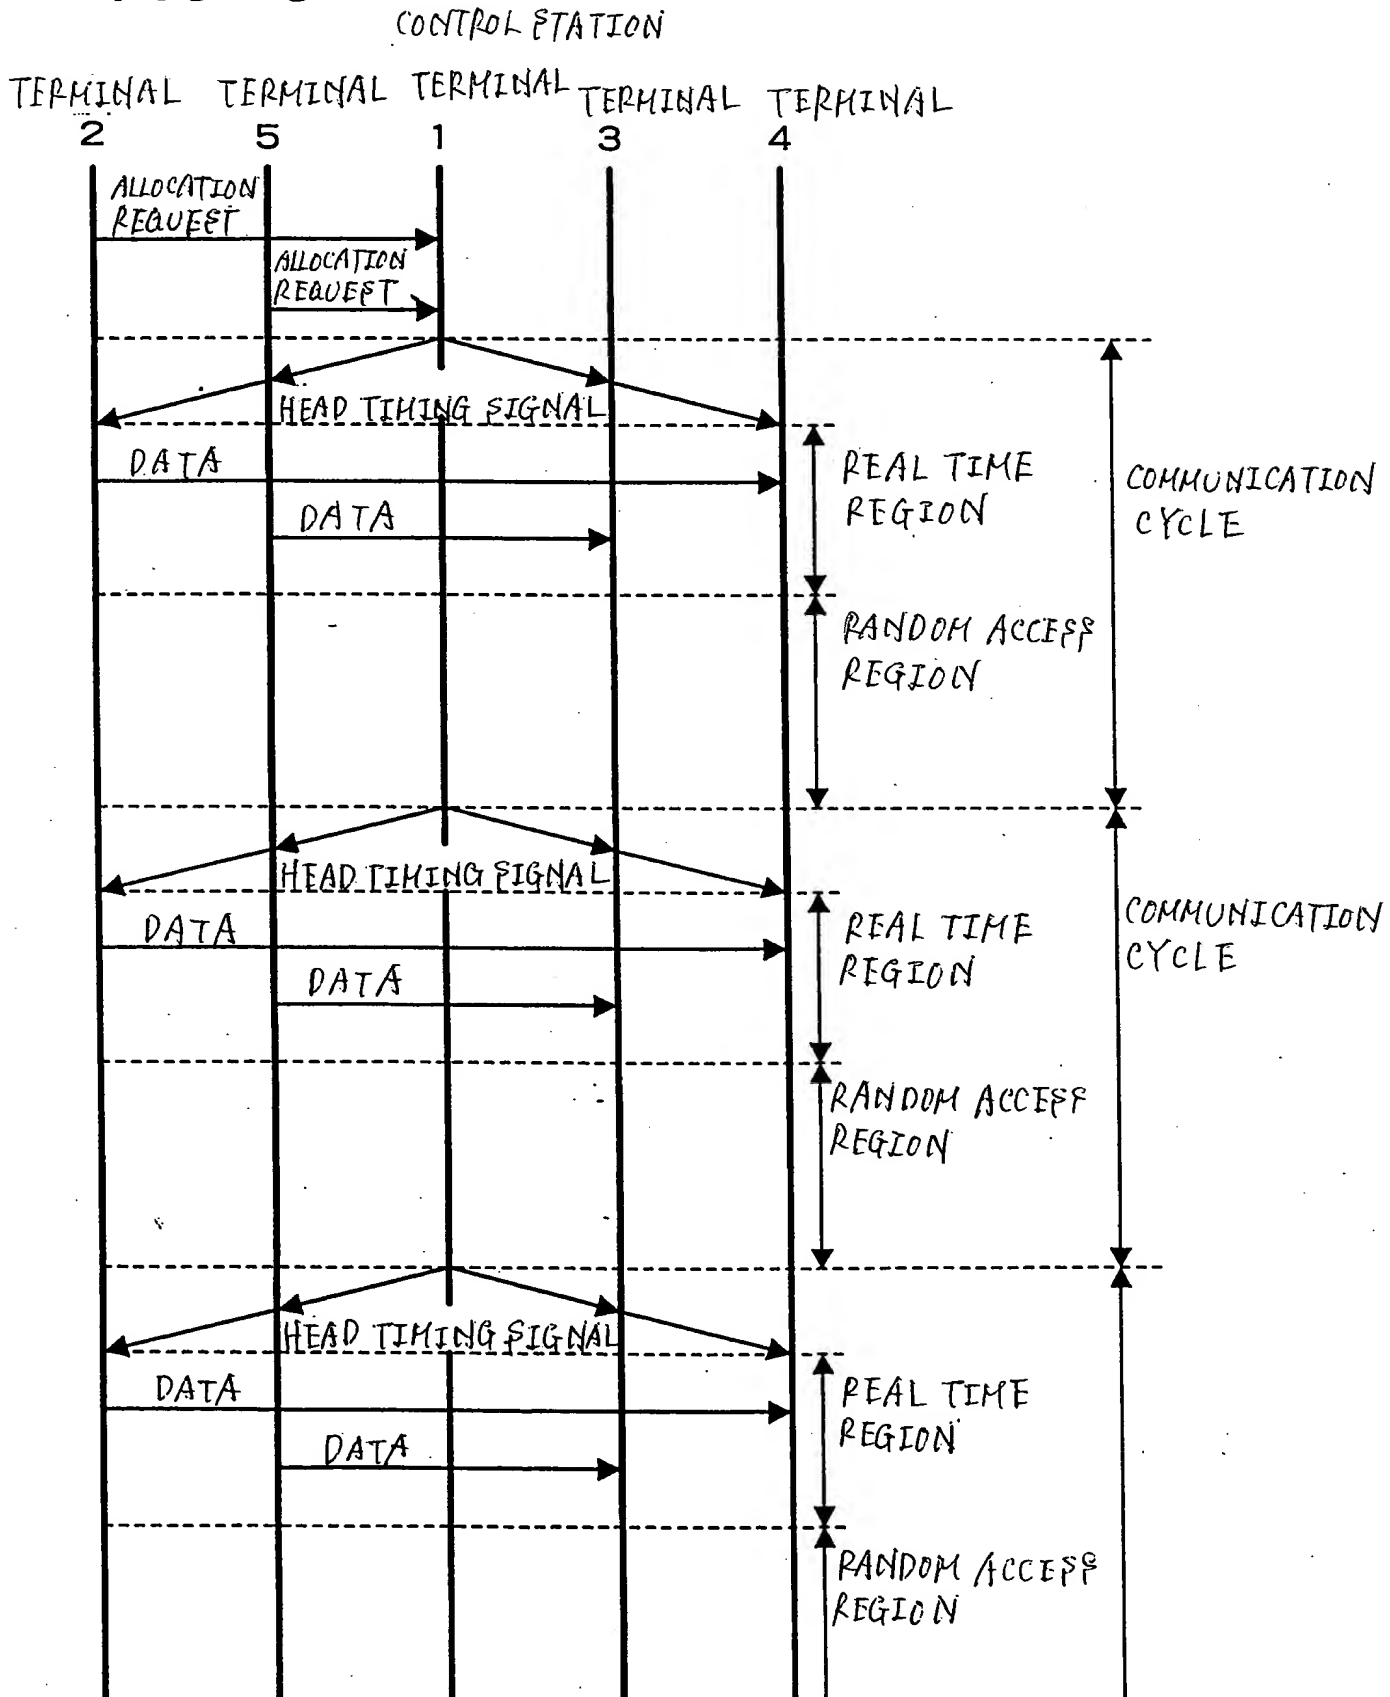 CONTROL STATION
TERMINAL TERMINAL TERMINAL TERMINAL TERMINAL
2 5 1 3 4
ALLOCATION
REQUEST
ALLOCATION
REQUEST
HEAD TIMING SIGNAL
DATA
REAL TIME
REGION
COMMUNICATION
CYCLE
DATA
RANDOM ACCESS
REGION
HEAD TIMING SIGNAL
DATA
REAL TIME
REGION
COMMUNICATION
CYCLE
DATA
RANDOM ACCESS
REGION
HEAD TIMING SIGNAL
DATA
REAL TIME
REGION
DATA
RANDOM ACCESS
REGION